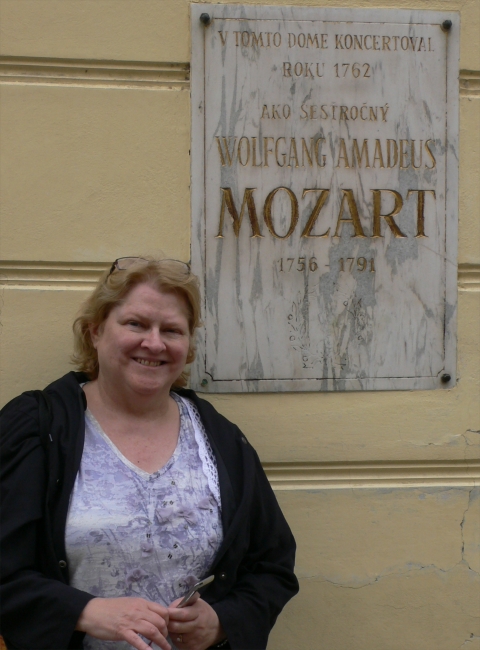 V TOMTO DOME KONCERTOVAL
ROKU 1762
AKO ŠESŤROČNÝ
WOLFGANG AMADEUS
MOZART
1756 - 1791